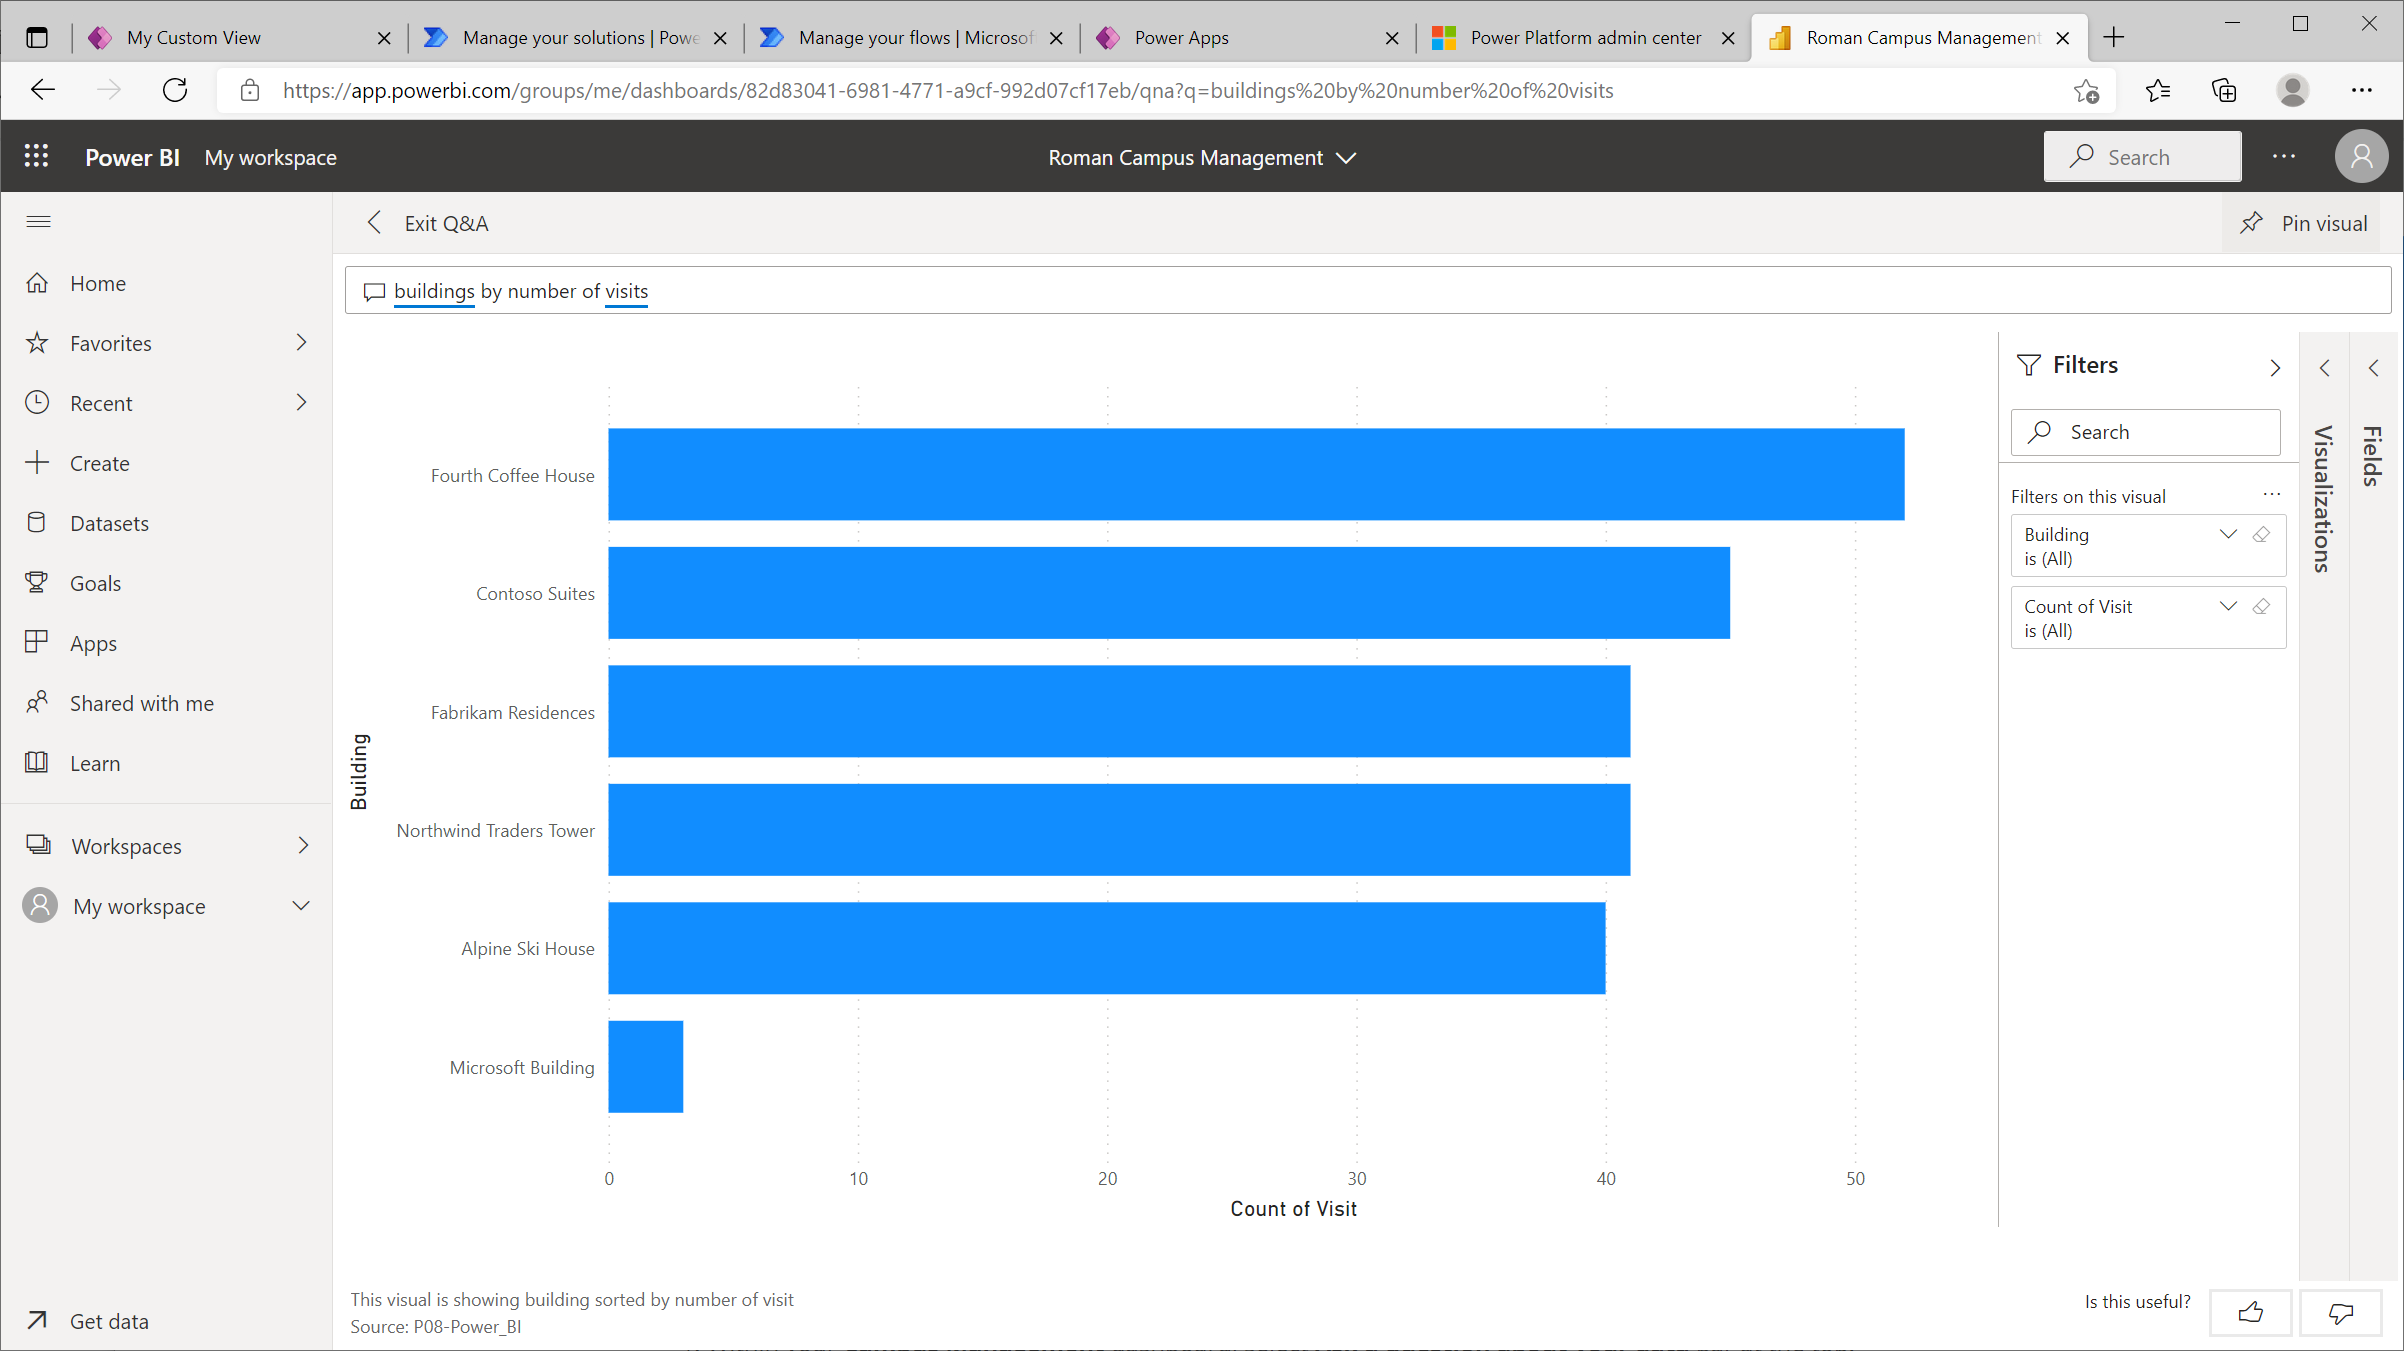 My Custom View
Manage your solutions | Powe
Manage your flows | Microsof
Power Apps
Power Platform admin center
Roman Campus Management
https://app.powerbi.com/groups/me/dashboards/82d83041-6981-4771-a9cf-992d07cf17eb/qna?q=buildings%20by%20number%20of%20visits
Power BI
My workspace
Roman Campus Management
Search
Home
Favorites
Recent
Create
Datasets
Goals
Apps
Shared with me
Learn
Workspaces
My workspace
Get data
Exit Q&A
Pin visual
buildings by number of visits
Building
Fourth Coffee House
Contoso Suites
Fabrikam Residences
Northwind Traders Tower
Alpine Ski House
Microsoft Building
0 10 20 30 40 50
Count of Visit
Filters
Search
Filters on this visual
Building
is (All)
Count of Visit
is (All)
Visualizations
Fields
This visual is showing building sorted by number of visit
Source: P08-Power_BI
Is this useful?